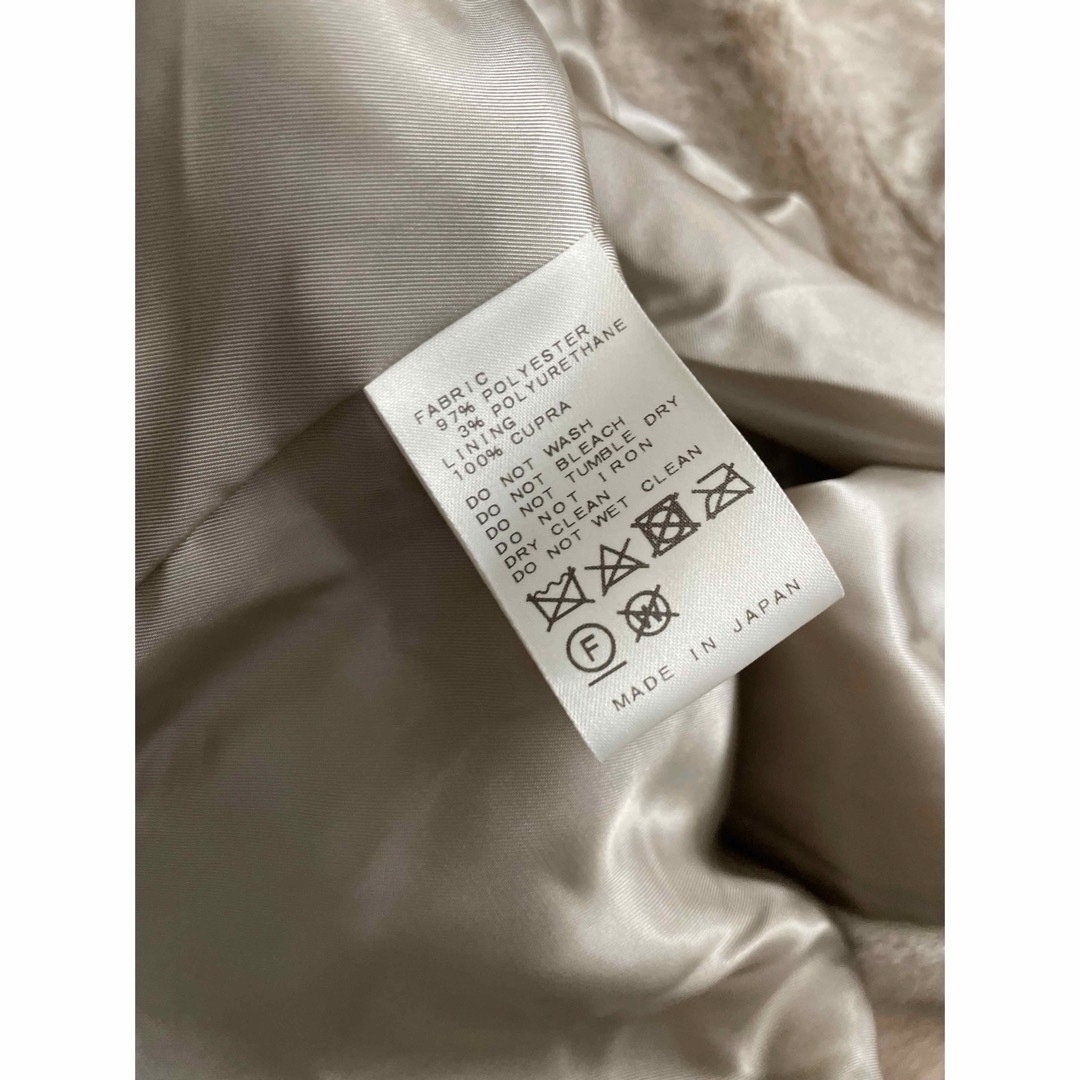 FABRIC
97% POLYESTER
3% POLYURETHANE
LINING
100% CUPRA
DO NOT WASH
DO NOT BLEACH
DO NOT TUMBLE DRY
DO NOT IRON
DRY CLEAN
DO NOT WET CLEAN
F W
MADE IN JAPAN